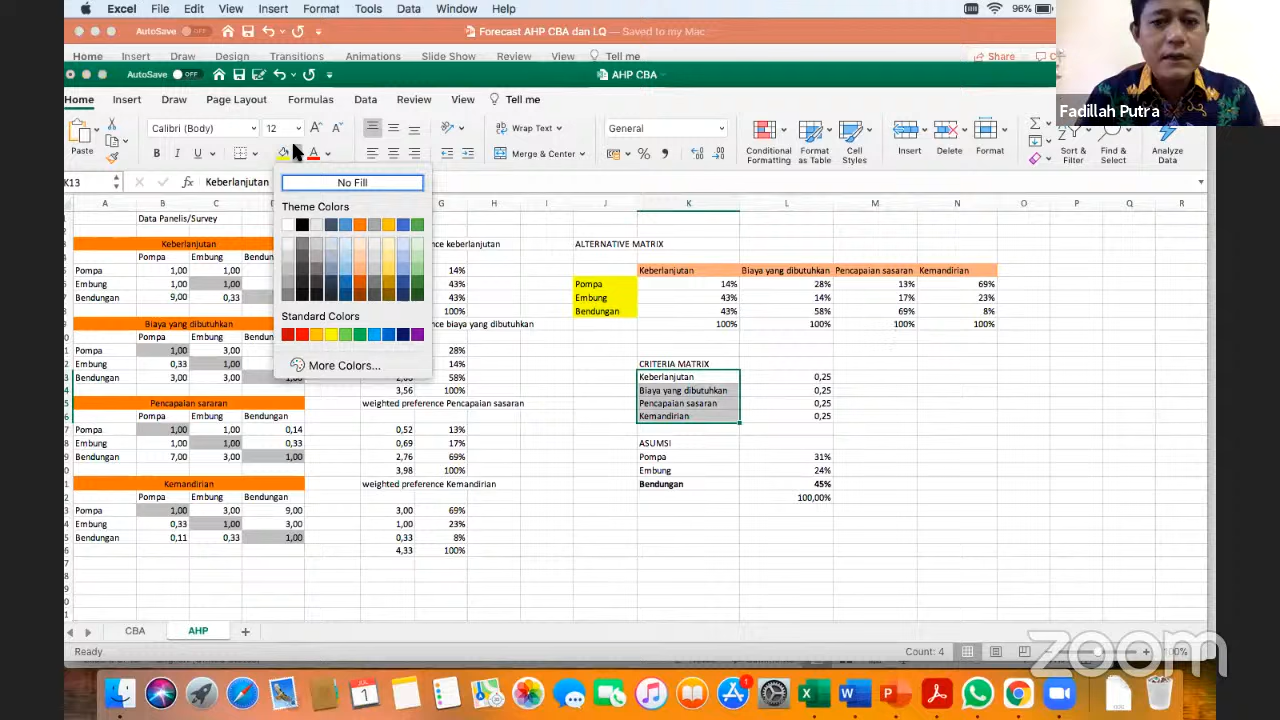 Excel File Edit View Insert Format Tools Data Window Help 96%
AutoSave OFF Forecast AHP CBA dan LQ — Saved to my Mac
Home Insert Draw Design Transitions Animations Slide Show Review View Tell me Share
AutoSave OFF AHP CBA
Home Insert Draw Page Layout Formulas Data Review View Tell me
Fadillah Putra
Paste Calibri (Body) 12 Wrap Text General
B I U Merge & Center Conditional Formatting Format as Table Cell Styles Insert Delete Format Sort & Filter Find & Select Analyze Data
K13 fx Keberlanjutan
No Fill
Theme Colors
Standard Colors
More Colors...
A B C G H I J K L M N O P Q R
Data Panelis/Survey
Keberlanjutan nce keberlanjutan ALTERNATIVE MATRIX
Pompa Embung
Pompa 1,00 1,00 14% Keberlanjutan Biaya yang dibutuhkan Pencapaian sasaran Kemandirian
Embung 1,00 1,00 43% Pompa 14% 28% 13% 69%
Bendungan 9,00 0,33 43% Embung 43% 14% 17% 23%
100% Bendungan 43% 58% 69% 8%
Biaya yang dibutuhkan nce biaya yang dibutuhkan 100% 100% 100% 100%
Pompa Embung
Pompa 1,00 3,00 28%
Embung 0,33 1,00 14% CRITERIA MATRIX
Bendungan 3,00 3,00 1,00 58% Keberlanjutan 0,25
3,56 100% Biaya yang dibutuhkan 0,25
Pencapaian sararan weighted preference Pencapaian sasaran Pencapaian sasaran 0,25
Pompa Embung Bendungan Kemandirian 0,25
Pompa 1,00 1,00 0,14 0,52 13%
Embung 1,00 1,00 0,33 0,69 17% ASUMSI
Bendungan 7,00 3,00 1,00 2,76 69% Pompa 31%
3,98 100% Embung 24%
Kemandirian weighted preference Kemandirian Bendungan 45%
Pompa Embung Bendungan 100,00%
Pompa 1,00 3,00 9,00 3,00 69%
Embung 0,33 1,00 3,00 1,00 23%
Bendungan 0,11 0,33 1,00 0,33 8%
4,33 100%
CBA AHP
Ready Count: 4 100%
zoom